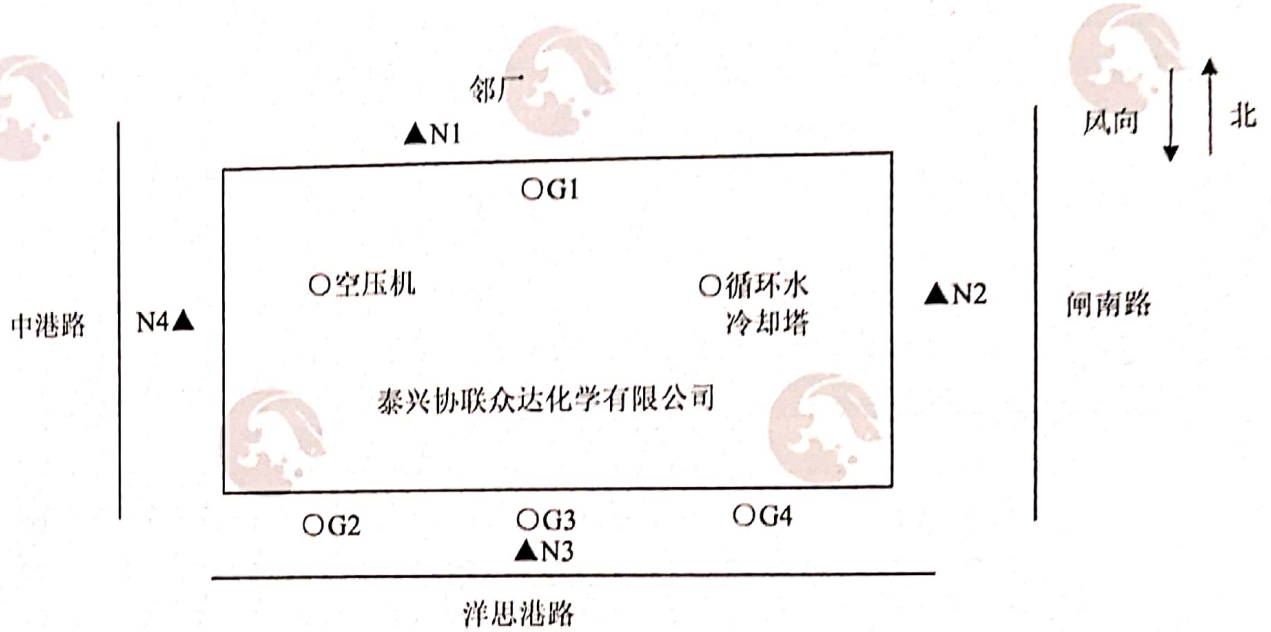 邻厂
▲N1
风向
北
○G1
○空压机
○循环水
冷却塔
▲N2
闸南路
中港路
N4▲
泰兴协联众达化学有限公司
○G2
○G3
○G4
▲N3
洋思港路